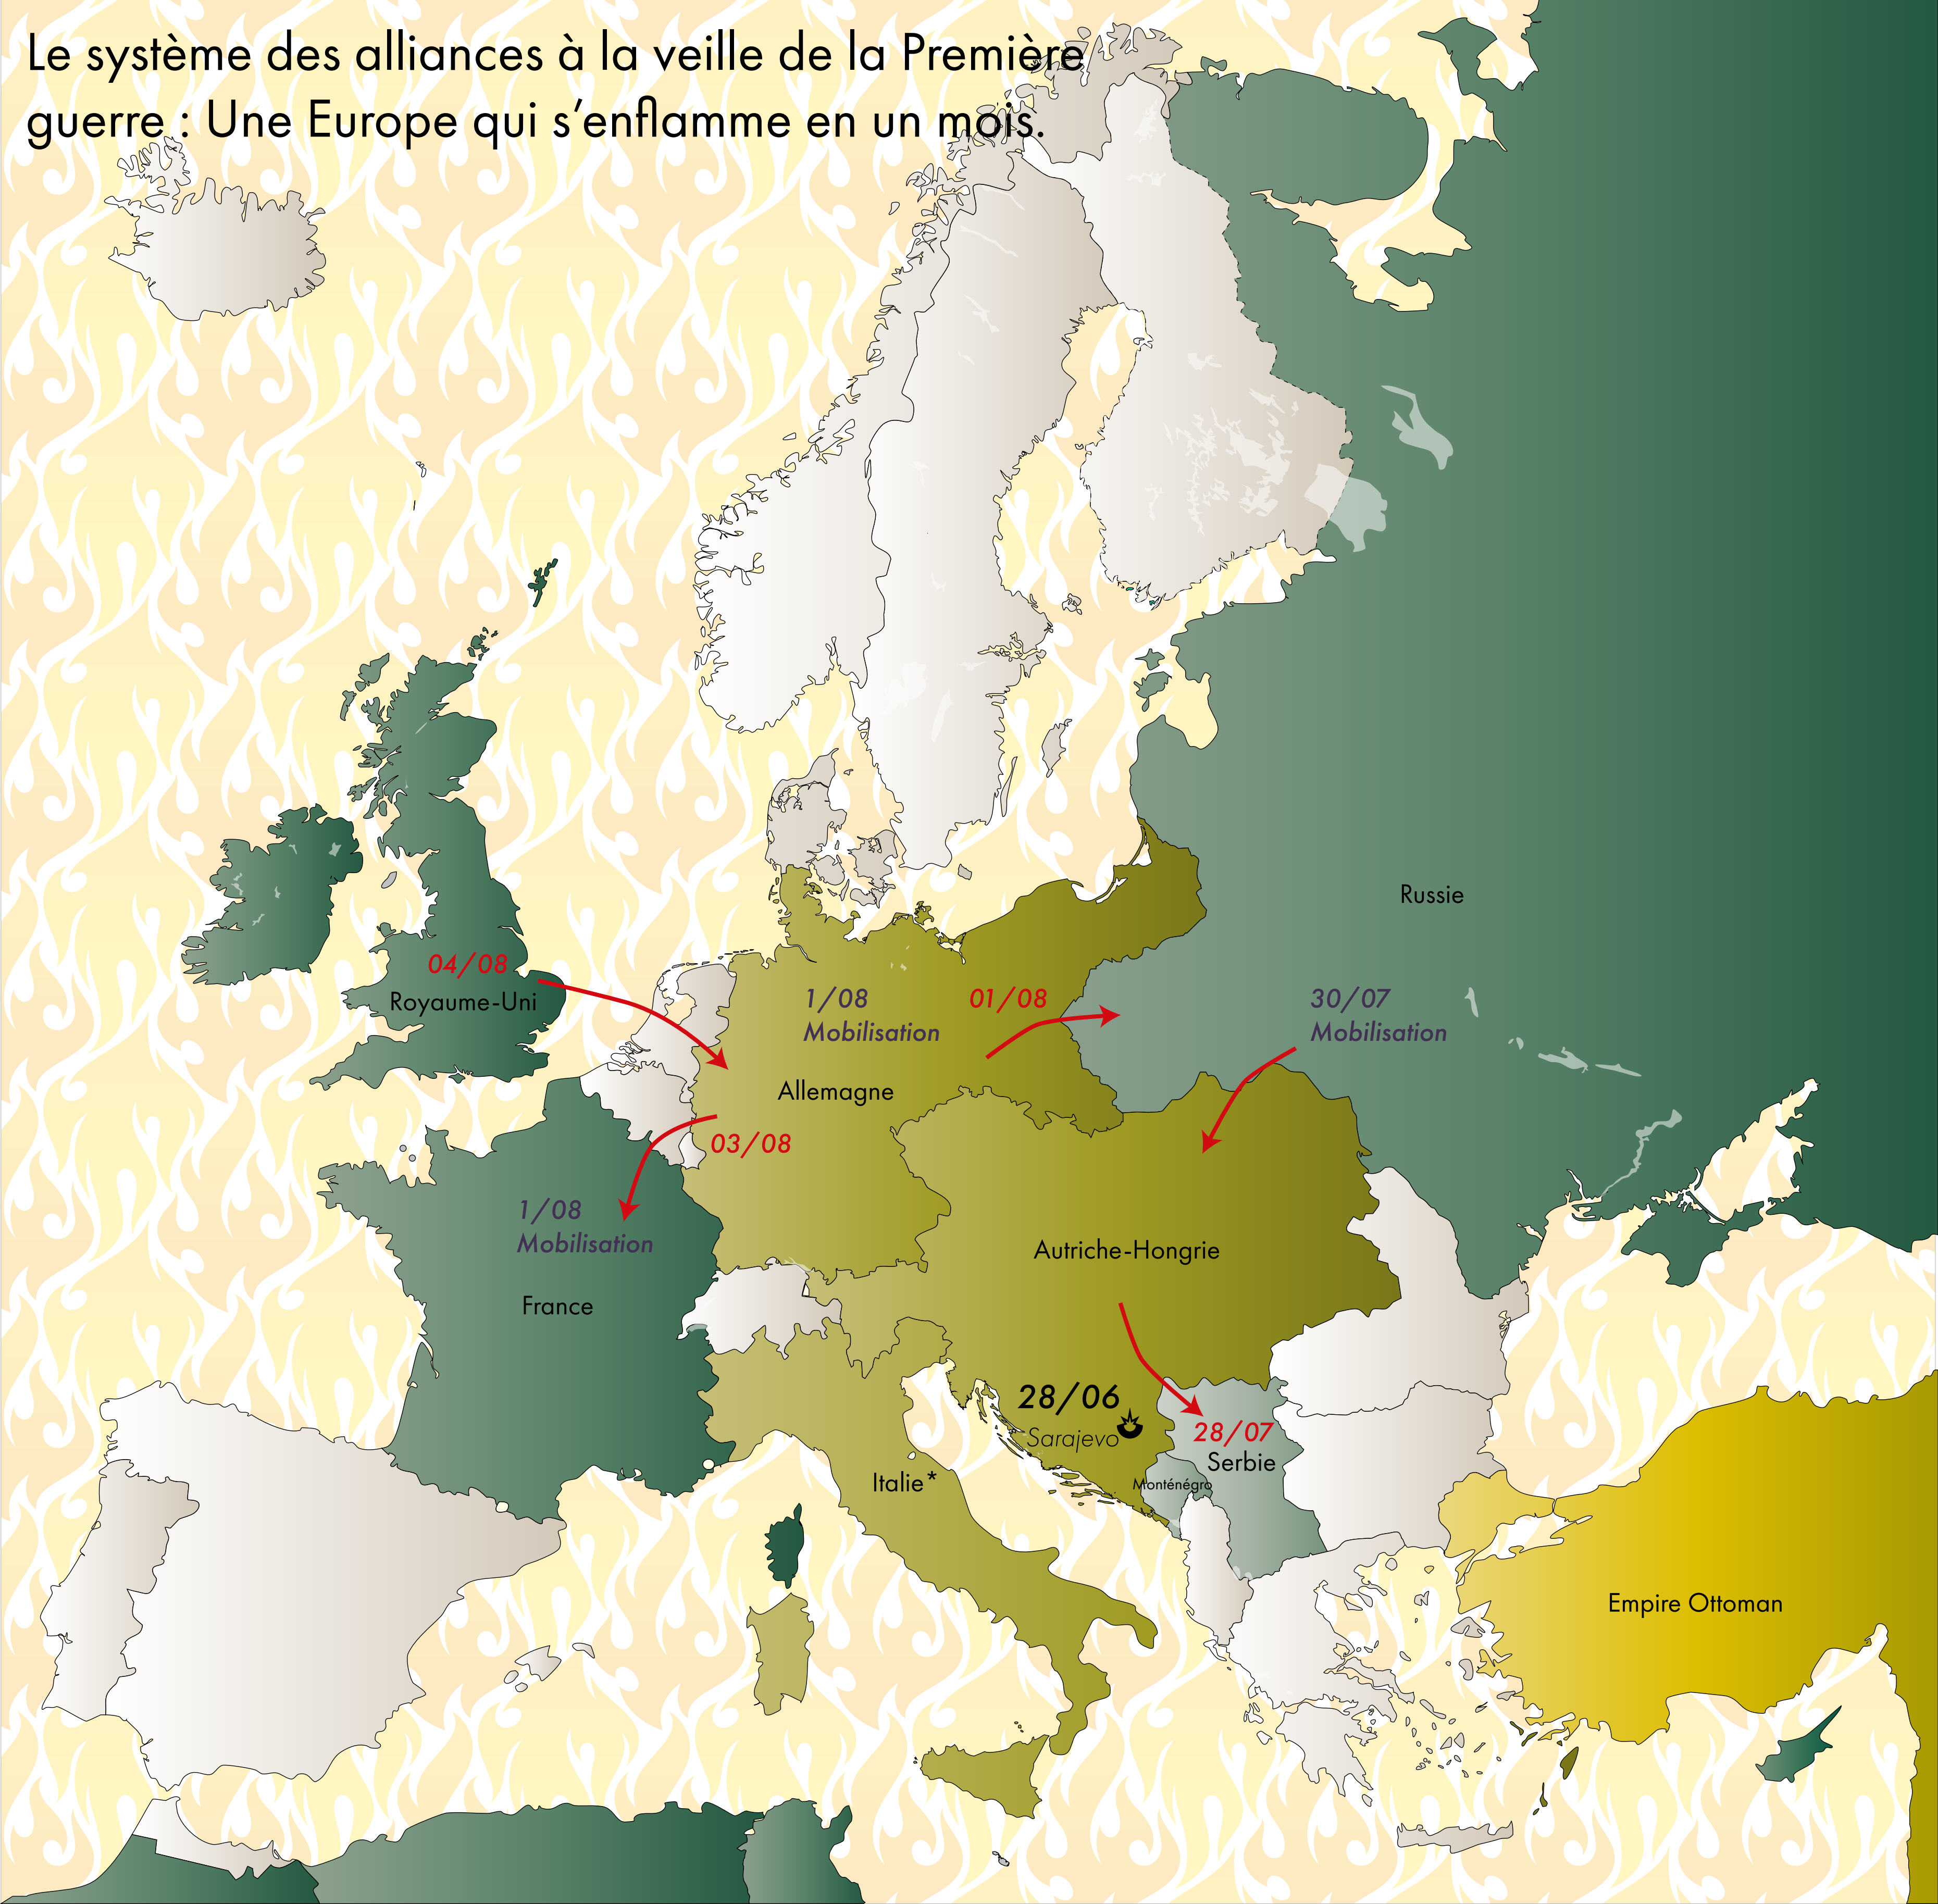 Le système des alliances à la veille de la Première
guerre : Une Europe qui s’enflamme en un mois.
Russie
04/08
Royaume-Uni
1/08
Mobilisation
01/08
30/07
Mobilisation
Allemagne
03/08
1/08
Mobilisation
France
Autriche-Hongrie
28/06
Sarajevo
28/07
Serbie
Monténégro
Italie*
Empire Ottoman